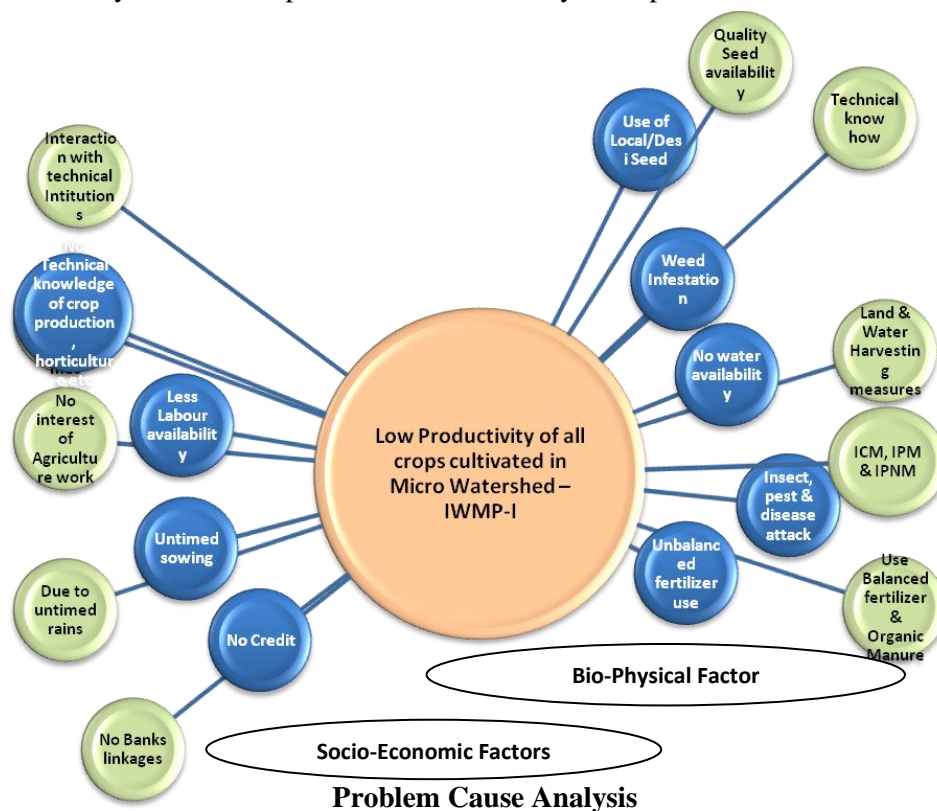 Quality
Seed
availabilit
y
Technical
know
how
Use of
Local/Des
i Seed
Interactio
n with
technical
Intitution
s
Technical
knowledge
of crop
production
,
horticultur
Weed
Infestatio
n
Land &
Water
Harvestin
g
measures
No water
availabilit
y
No
interest of
Agricultu
re work
Less
Labour
availabilit
y
Low Productivity of all
crops cultivated in
Micro Watershed –
IWMP-I
ICM, IPM
& IPNM
Insect,
pest &
disease
attack
Untimed
sowing
Unbalanc
ed
fertilizer
use
Due to
untimed
rains
Use
Balanced
fertilizer
&
Organic
Manure
No Credit
Bio-Physical Factor
No Banks
linkages
Socio-Economic Factors
Problem Cause Analysis